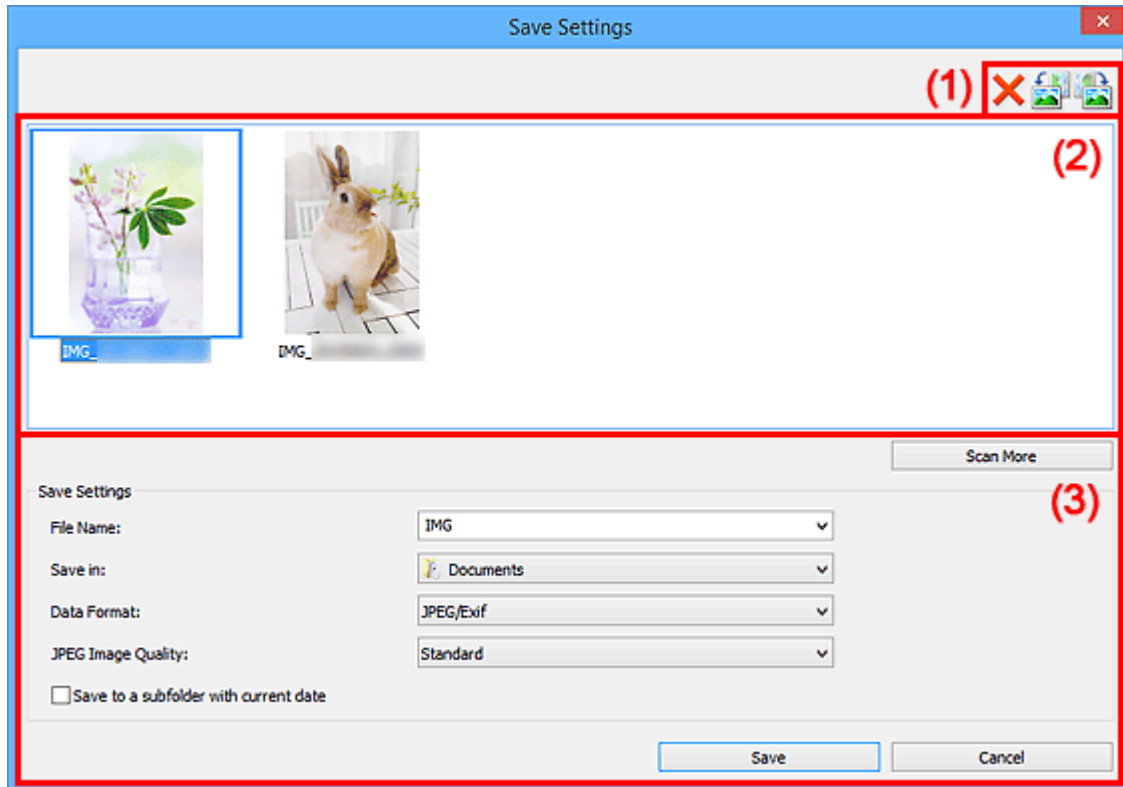 Save Settings
(1)
(2)
IMG_
IMG_
Scan More
Save Settings
(3)
File Name:
IMG
Save in:
Documents
Data Format:
JPEG/Exif
JPEG Image Quality:
Standard
Save to a subfolder with current date
Save
Cancel